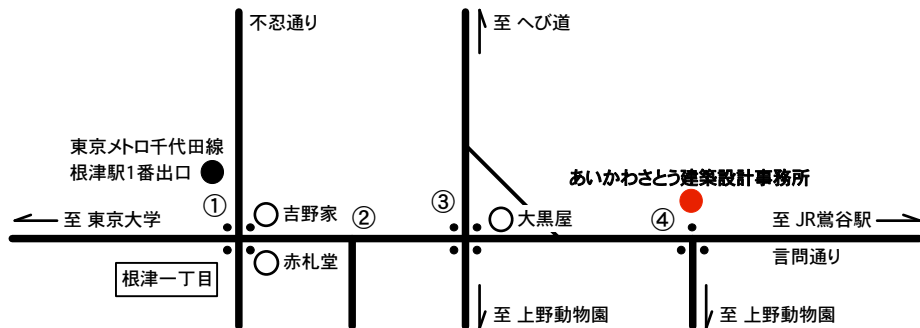 不忍通り
至 へび道
東京メトロ千代田線
根津駅1番出口
あいかわさとう建築設計事務所
①
吉野家
②
③
大黒屋
④
至 東京大学
至 JR鶯谷駅
根津一丁目
赤札堂
言問通り
至 上野動物園
至 上野動物園